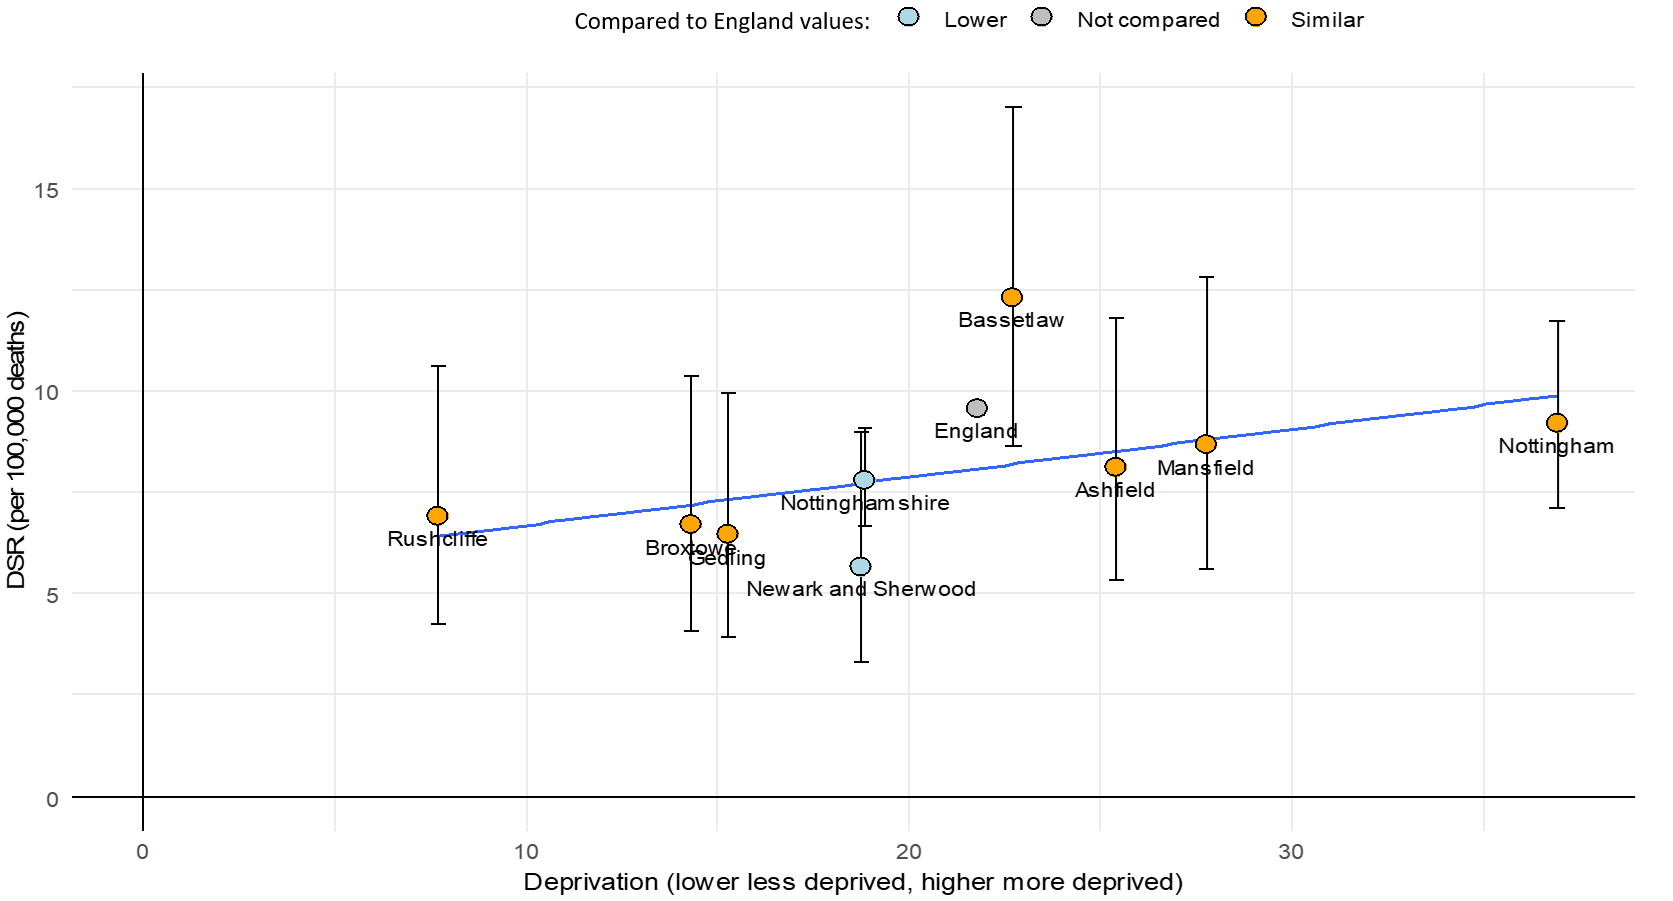 Compared to England values: Lower Not compared Similar
DSR (per 100,000 deaths)
15
10
5
0
Bassetlaw
England
Nottingham
Mansfield
Ashfield
Nottinghamshire
Rushcliffe
Broxtowe
Gedling
Newark and Sherwood
0 10 20 30
Deprivation (lower less deprived, higher more deprived)